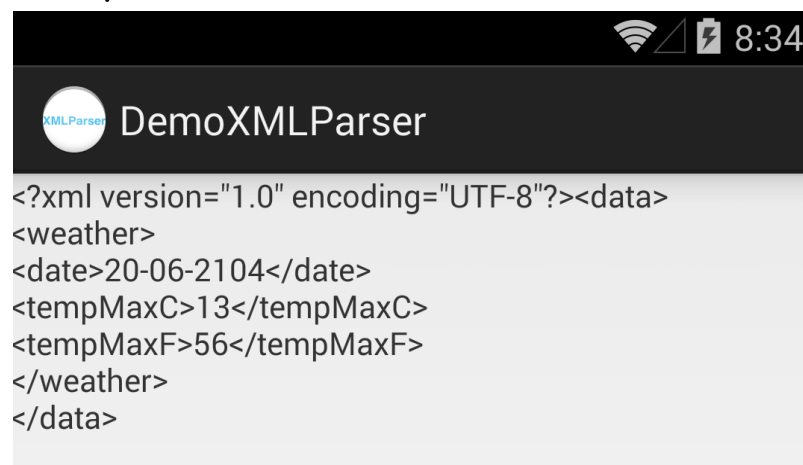 8:34
XMLParser
DemoXMLParser
<?xml version="1.0" encoding="UTF-8"?><data>
<weather>
<date>20-06-2104</date>
<tempMaxC>13</tempMaxC>
<tempMaxF>56</tempMaxF>
</weather>
</data>